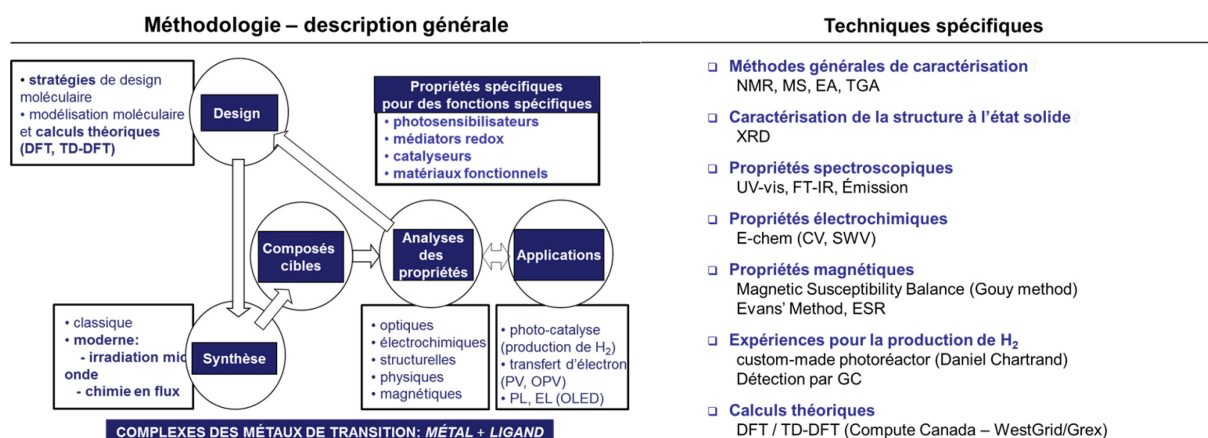 Méthodologie – description générale
• stratégies de design
moléculaire
• modélisation moléculaire
et calculs théoriques
(DFT, TD-DFT)
Design
Propriétés spécifiques
pour des fonctions spécifiques
• photosensibilisateurs
• médiators redox
• catalyseurs
• matériaux fonctionnels
Composés
cibles
Analyses
des
propriétés
Applications
• classique
• moderne:
- irradiation mic
onde
- chimie en flux
Synthèse
• optiques
• électrochimiques
• structurelles
• physiques
• magnétiques
• photo-catalyse
(production de H₂)
• transfert d'électron
(PV, OPV)
• PL, EL (OLED)
COMPLEXES DES MÉTAUX DE TRANSITION: MÉTAL + LIGAND
Techniques spécifiques
❑ Méthodes générales de caractérisation
NMR, MS, EA, TGA
❑ Caractérisation de la structure à l'état solide
XRD
❑ Propriétés spectroscopiques
UV-vis, FT-IR, Émission
❑ Propriétés électrochimiques
E-chem (CV, SWV)
❑ Propriétés magnétiques
Magnetic Susceptibility Balance (Gouy method)
Evans' Method, ESR
❑ Expériences pour la production de H₂
custom-made photoréactor (Daniel Chartrand)
Détection par GC
❑ Calculs théoriques
DFT / TD-DFT (Compute Canada – WestGrid/Grex)